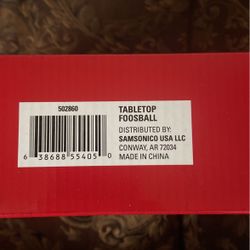 502860
6 38688 55405 0
TABLETOP
FOOSBALL
DISTRIBUTED BY:
SAMSONICO USA LLC
CONWAY, AR 72034
MADE IN CHINA